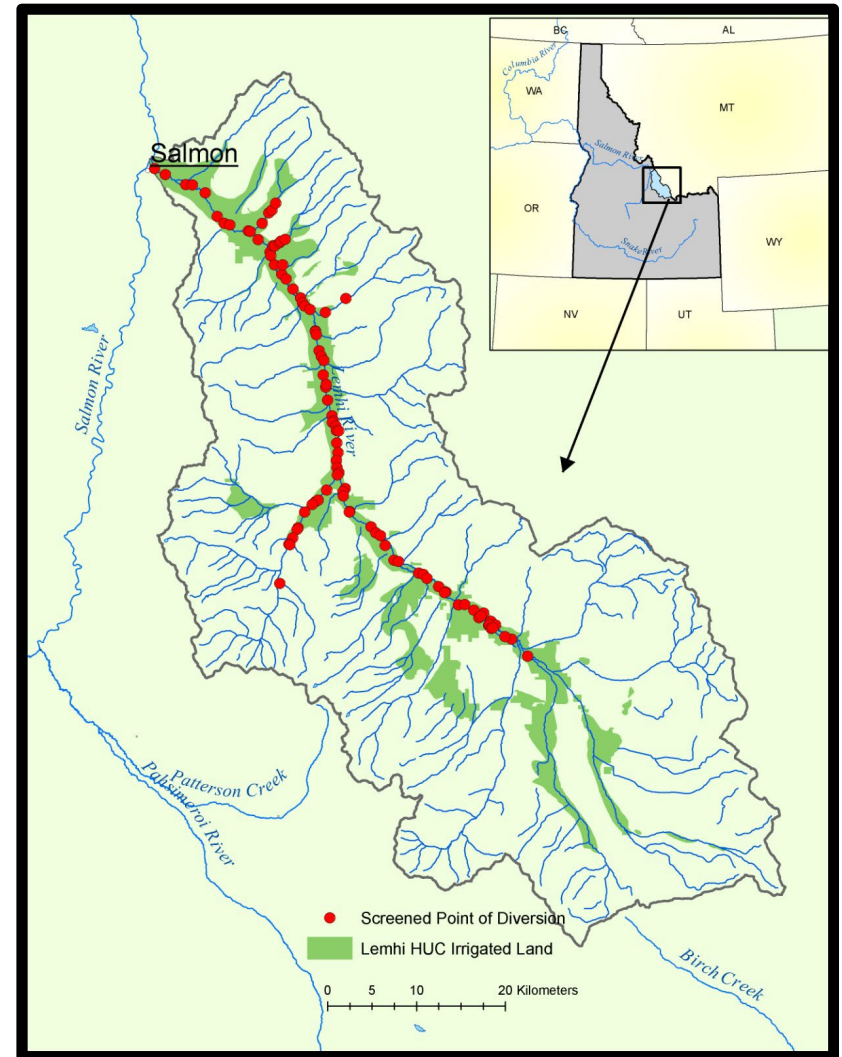 BC
AL
Columbia River
WA
MT
Salmon River
OR
Snake River
WY
NV
UT
Salmon
Salmon River
Lemhi River
Patterson Creek
Pahsimeroi River
Screened Point of Diversion
Lemhi HUC Irrigated Land
Birch Creek
0 5 10 20 Kilometers